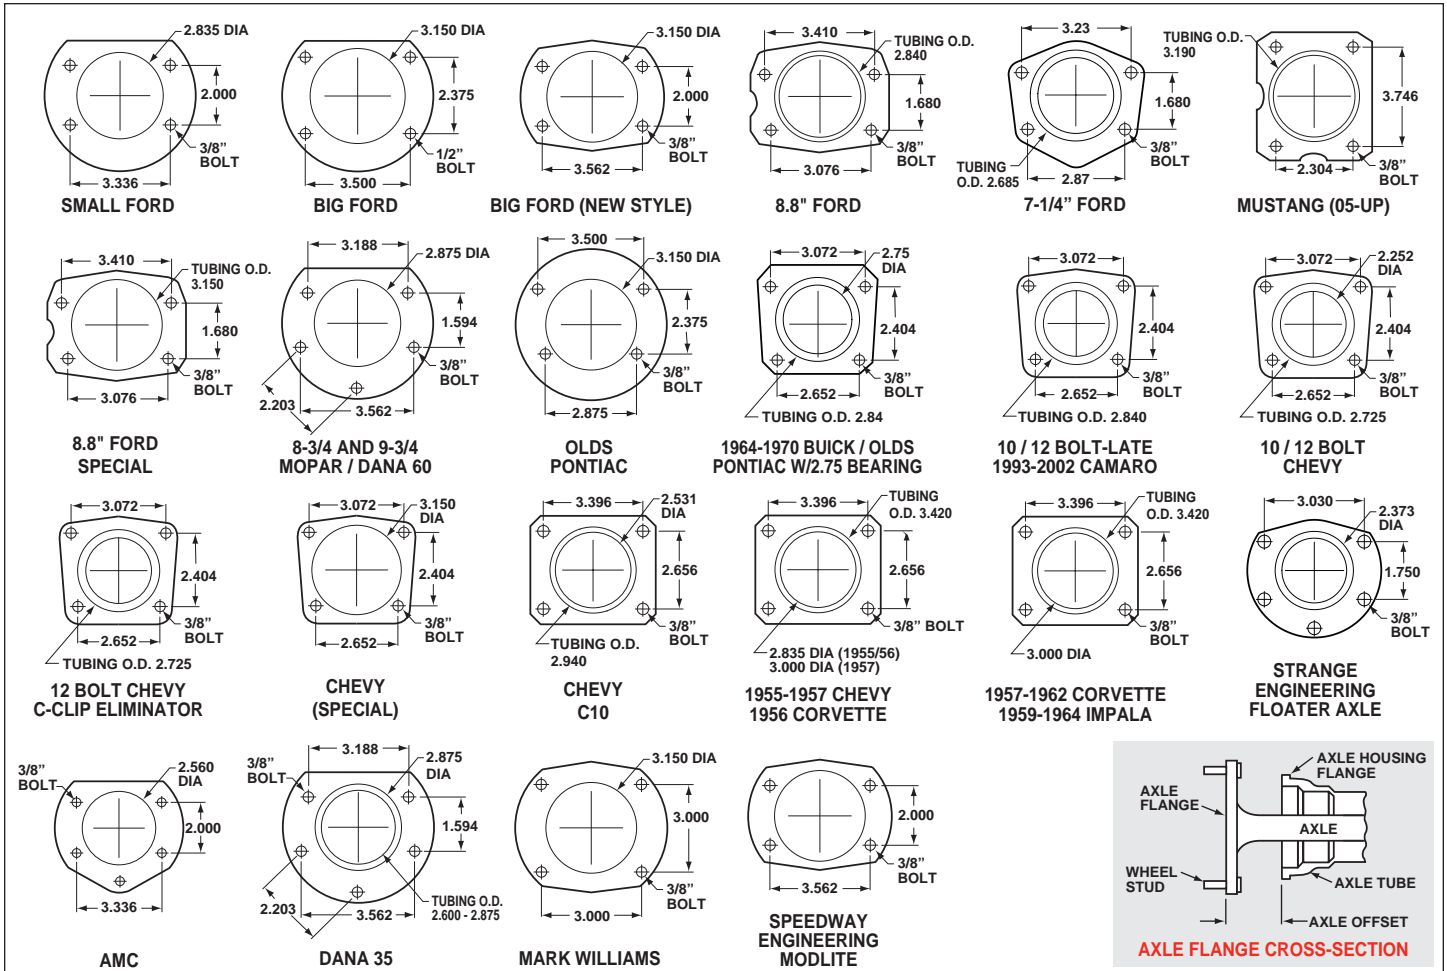 2.835 DIA
2.000
3/8”
BOLT
3.336
SMALL FORD
3.150 DIA
2.375
1/2”
BOLT
3.500
BIG FORD
3.150 DIA
2.000
3/8”
BOLT
3.562
BIG FORD (NEW STYLE)
3.410
TUBING O.D.
2.840
1.680
3/8”
BOLT
3.076
8.8" FORD
3.23
1.680
3/8”
BOLT
TUBING
O.D. 2.685
2.87
7-1/4” FORD
TUBING O.D.
3.190
3.746
3/8”
BOLT
2.304
MUSTANG (05-UP)
3.410
TUBING O.D.
3.150
1.680
3/8”
BOLT
3.076
8.8" FORD
SPECIAL
3.188
2.875 DIA
1.594
3/8”
BOLT
2.203
3.562
8-3/4 AND 9-3/4
MOPAR / DANA 60
3.500
3.150 DIA
2.375
2.875
OLDS
PONTIAC
3.072
2.75
DIA
2.404
3/8”
BOLT
2.652
TUBING O.D. 2.84
1964-1970 BUICK / OLDS
PONTIAC W/2.75 BEARING
3.072
2.404
3/8”
BOLT
2.652
TUBING O.D. 2.840
10 / 12 BOLT-LATE
1993-2002 CAMARO
3.072
2.252
DIA
2.404
3/8”
BOLT
2.652
TUBING O.D. 2.725
10 / 12 BOLT
CHEVY
3.072
2.404
3/8”
BOLT
2.652
TUBING O.D. 2.725
12 BOLT CHEVY
C-CLIP ELIMINATOR
3.072
3.150
DIA
2.404
3/8”
BOLT
2.652
CHEVY
(SPECIAL)
3.396
2.531
DIA
2.656
3/8”
BOLT
TUBING O.D.
2.940
CHEVY
C10
3.396
TUBING
O.D. 3.420
2.656
3/8” BOLT
2.835 DIA (1955/56)
3.000 DIA (1957)
1955-1957 CHEVY
1956 CORVETTE
3.396
TUBING
O.D. 3.420
2.656
3/8”
BOLT
3.000 DIA
1957-1962 CORVETTE
1959-1964 IMPALA
3.030
2.373
DIA
1.750
3/8”
BOLT
STRANGE
ENGINEERING
FLOATER AXLE
3/8”
BOLT
2.560
DIA
2.000
3.336
AMC
3/8”
BOLT
3.188
2.875
DIA
1.594
2.203
3.562
TUBING O.D.
2.600 - 2.875
DANA 35
3.150 DIA
3.000
3/8”
BOLT
3.000
MARK WILLIAMS
2.000
3/8”
BOLT
3.562
SPEEDWAY
ENGINEERING
MODLITE
AXLE HOUSING
FLANGE
AXLE
FLANGE
AXLE
WHEEL
STUD
AXLE TUBE
AXLE OFFSET
AXLE FLANGE CROSS-SECTION